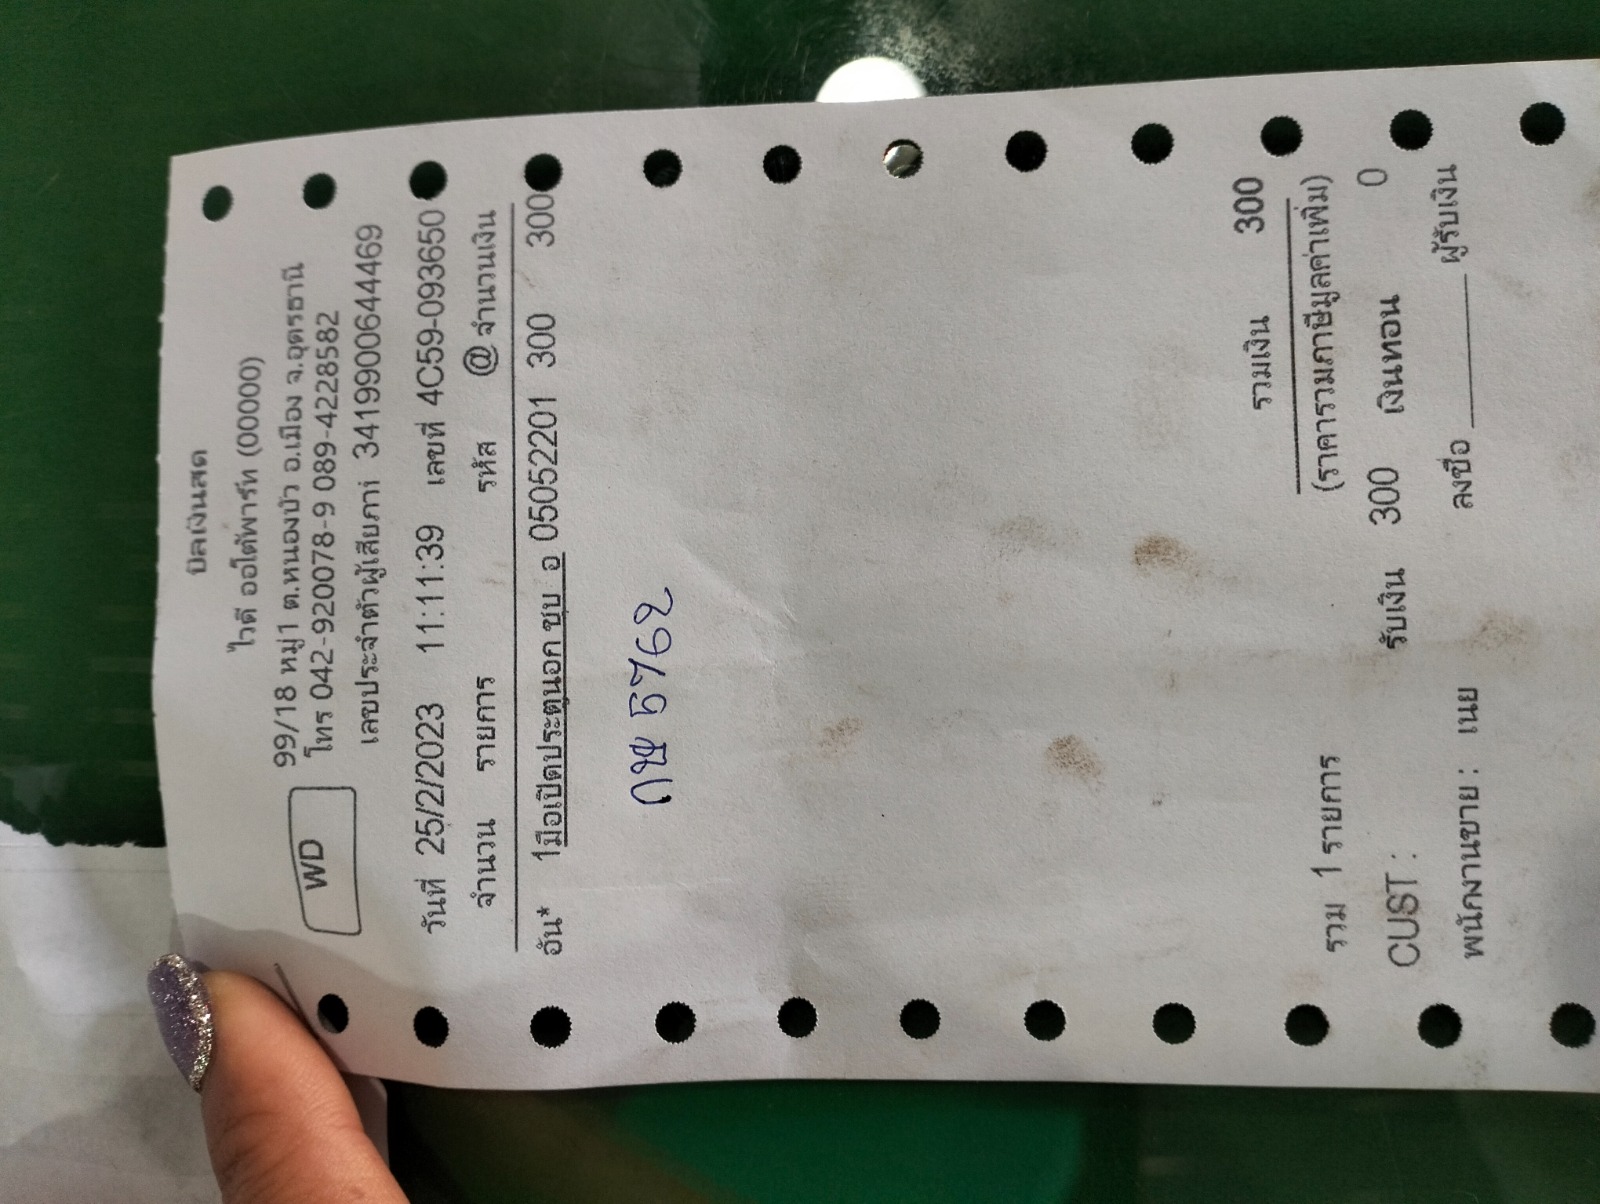 บิลเงินสด
ไวดี ออโต้พาร์ท (00000)
WD
99/18 หมู่1 ต.หนองบัว อ.เมือง จ.อุดรธานี
โทร 042-920078-9 089-4228582
เลขประจำตัวผู้เสียภาษี 3419900644469
วันที่ 25/2/2023 11:11:39 เลขที่ 4C59-093650
จำนวน รายการ รหัส @ จำนวนเงิน
อัน* 1มือเปิดประตูนอก ชุบ อ 05052201 300 300
กษ 5762
รวมเงิน 300
รวม 1 รายการ (ราคารวมภาษีมูลค่าเพิ่ม)
CUST : รับเงิน 300 เงินทอน 0
พนักงานขาย : เนย ลงชื่อ ผู้รับเงิน